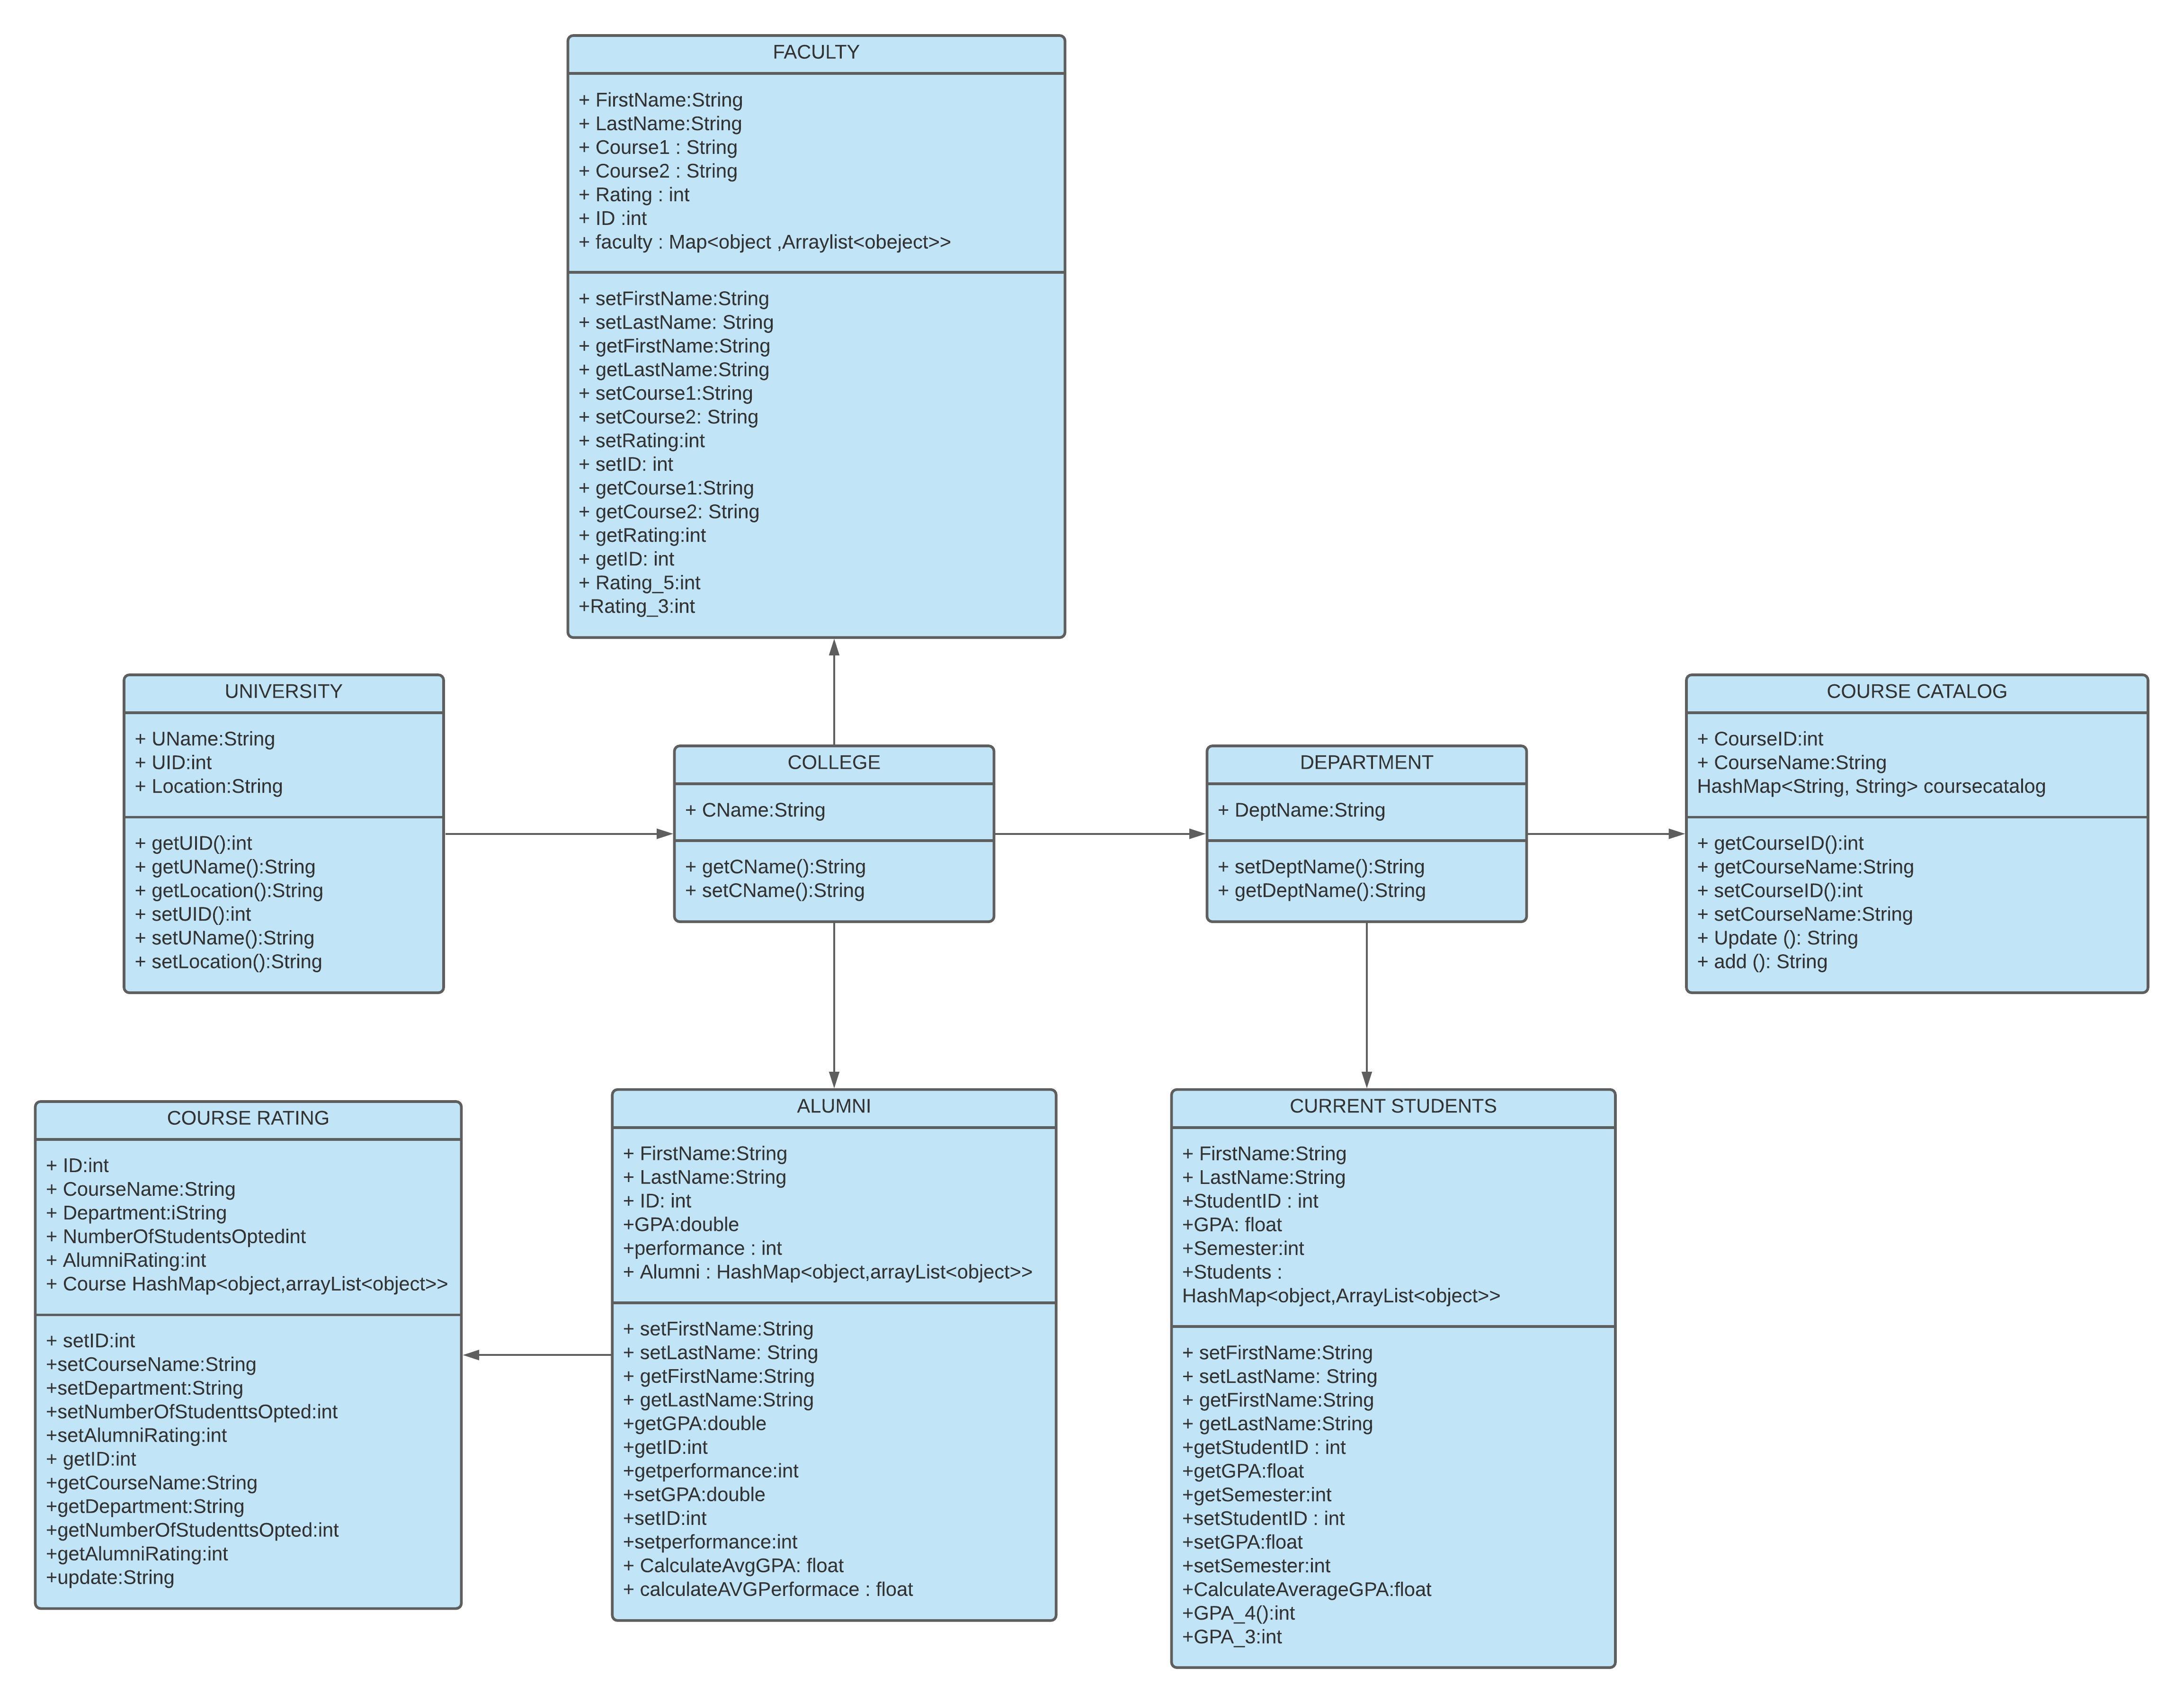 FACULTY
+ FirstName:String
+ LastName:String
+ Course1 : String
+ Course2 : String
+ Rating : int
+ ID :int
+ faculty : Map<object ,Arraylist<obeject>>
+ setFirstName:String
+ setLastName: String
+ getFirstName:String
+ getLastName:String
+ setCourse1:String
+ setCourse2: String
+ setRating:int
+ setID: int
+ getCourse1:String
+ getCourse2: String
+ getRating:int
+ getID: int
+ Rating_5:int
+Rating_3:int
UNIVERSITY
+ UName:String
+ UID:int
+ Location:String
+ getUID():int
+ getUName():String
+ getLocation():String
+ setUID():int
+ setUName():String
+ setLocation():String
COLLEGE
+ CName:String
+ getCName():String
+ setCName():String
DEPARTMENT
+ DeptName:String
+ setDeptName():String
+ getDeptName():String
COURSE CATALOG
+ CourseID:int
+ CourseName:String
HashMap<String, String> coursecatalog
+ getCourseID():int
+ getCourseName:String
+ setCourseID():int
+ setCourseName:String
+ Update (): String
+ add (): String
COURSE RATING
+ ID:int
+ CourseName:String
+ Department:iString
+ NumberOfStudentsOptedint
+ AlumniRating:int
+ Course HashMap<object,arrayList<object>>
+ setID:int
+setCourseName:String
+setDepartment:String
+setNumberOfStudenttsOpted:int
+setAlumniRating:int
+ getID:int
+getCourseName:String
+getDepartment:String
+getNumberOfStudenttsOpted:int
+getAlumniRating:int
+update:String
ALUMNI
+ FirstName:String
+ LastName:String
+ ID: int
+GPA:double
+performance : int
+ Alumni : HashMap<object,arrayList<object>>
+ setFirstName:String
+ setLastName: String
+ getFirstName:String
+ getLastName:String
+getGPA:double
+getID:int
+getperformance:int
+setGPA:double
+setID:int
+setperformance:int
+ CalculateAvgGPA: float
+ calculateAVGPerformace : float
CURRENT STUDENTS
+ FirstName:String
+ LastName:String
+StudentID : int
+GPA: float
+Semester:int
+Students :
HashMap<object,ArrayList<object>>
+ setFirstName:String
+ setLastName: String
+ getFirstName:String
+ getLastName:String
+getStudentID : int
+getGPA:float
+getSemester:int
+setStudentID : int
+setGPA:float
+setSemester:int
+CalculateAverageGPA:float
+GPA_4():int
+GPA_3:int